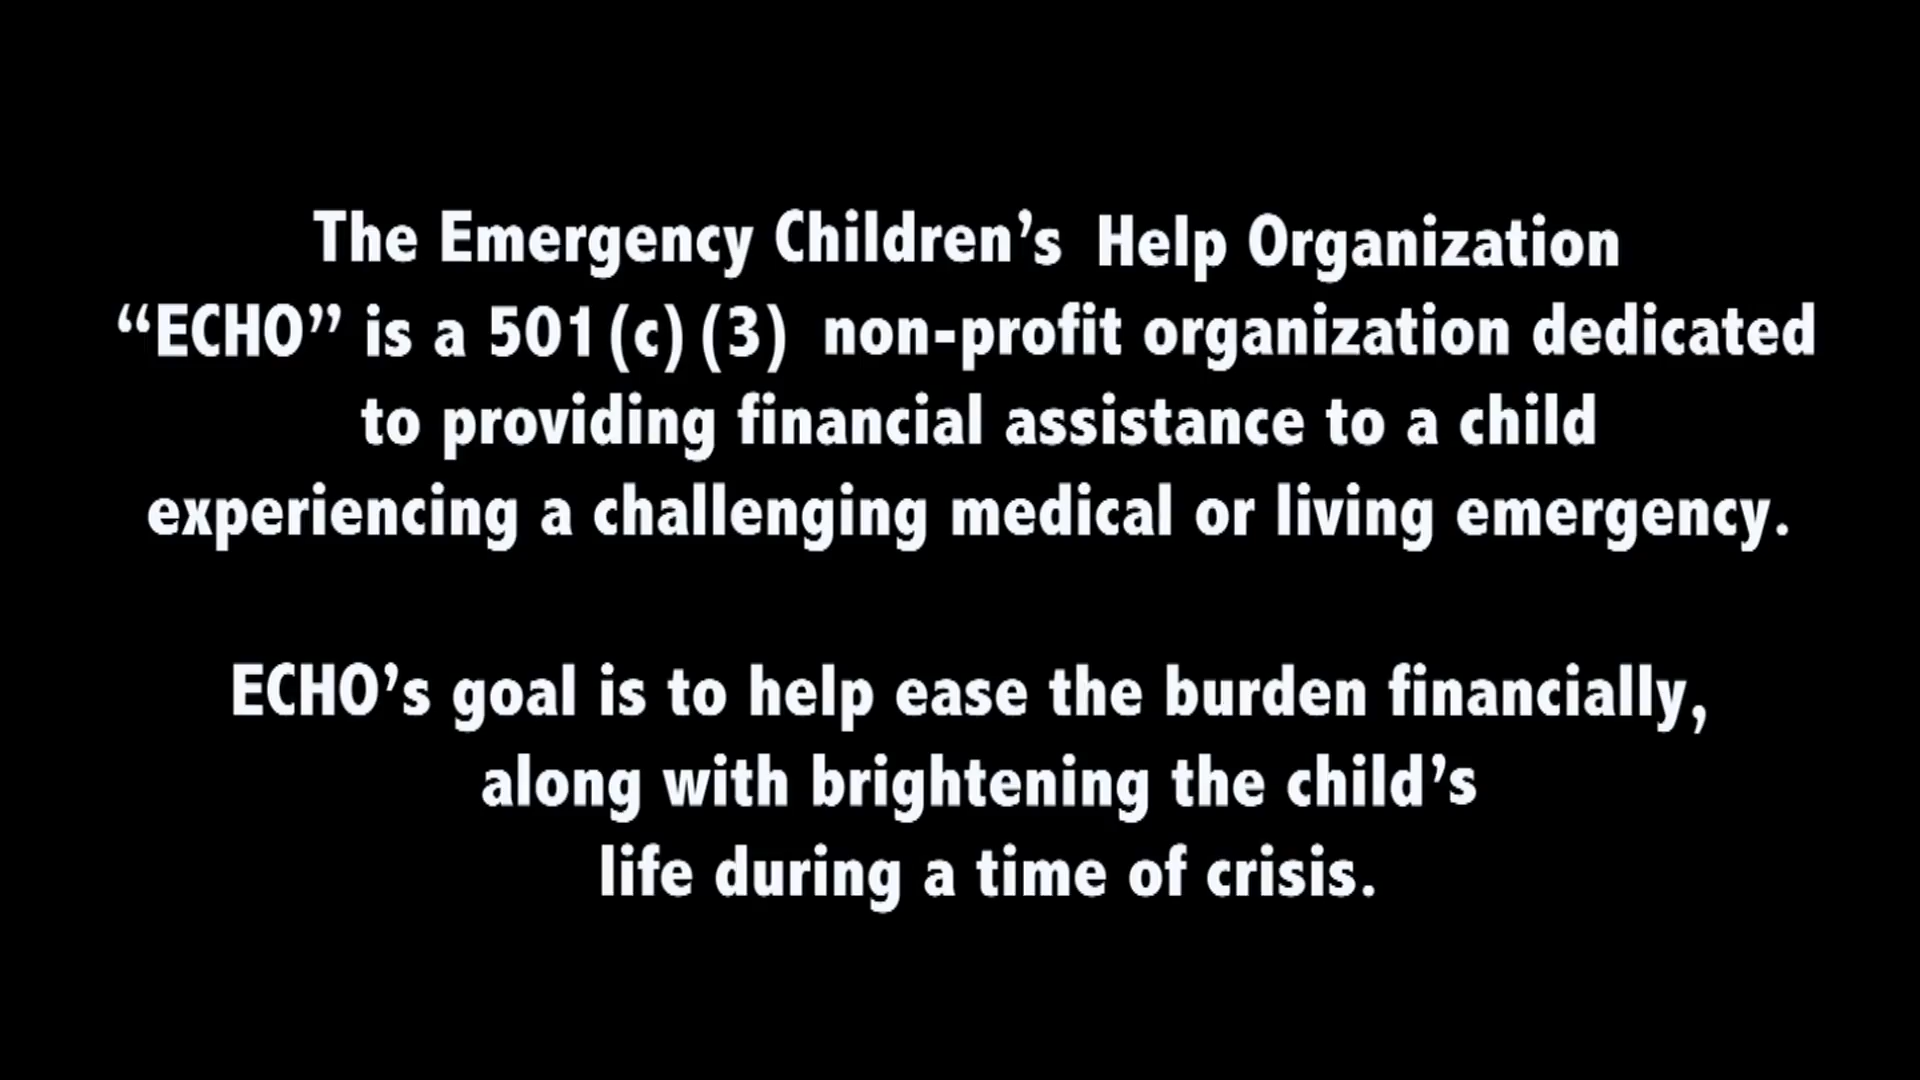 The Emergency Children’s Help Organization
“ECHO” is a 501(c)(3) non-profit organization dedicated
to providing financial assistance to a child
experiencing a challenging medical or living emergency.
ECHO’s goal is to help ease the burden financially,
along with brightening the child’s
life during a time of crisis.